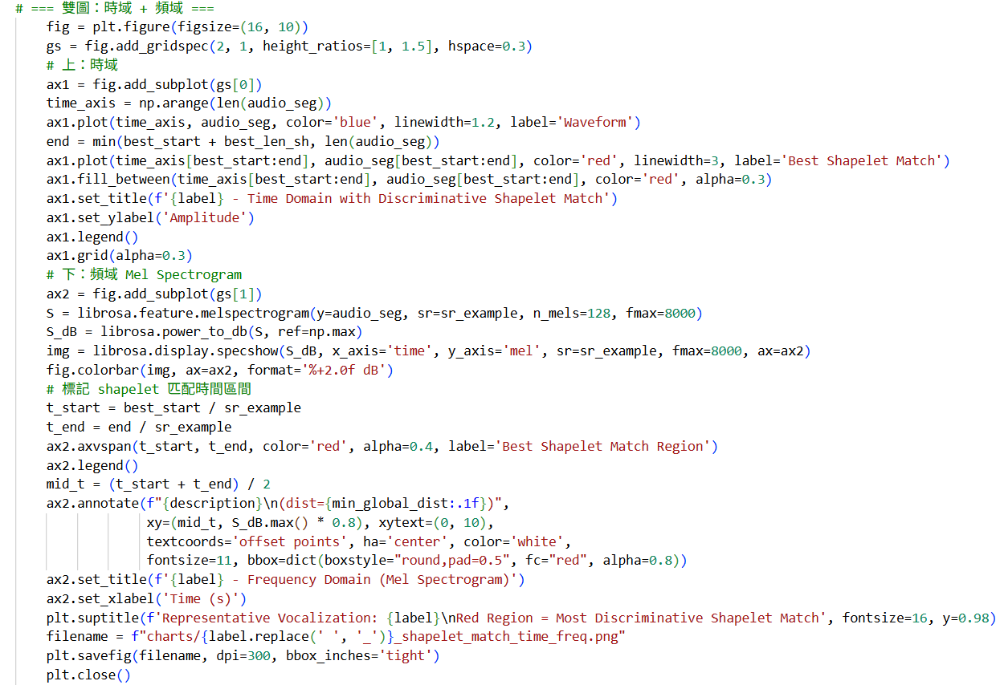 # === 雙圖：時域 + 頻域 ===
fig = plt.figure(figsize=(16, 10))
gs = fig.add_gridspec(2, 1, height_ratios=[1, 1.5], hspace=0.3)
# 上：時域
ax1 = fig.add_subplot(gs[0])
time_axis = np.arange(len(audio_seg))
ax1.plot(time_axis, audio_seg, color='blue', linewidth=1.2, label='Waveform')
end = min(best_start + best_len_sh, len(audio_seg))
ax1.plot(time_axis[best_start:end], audio_seg[best_start:end], color='red', linewidth=3, label='Best Shapelet Match')
ax1.fill_between(time_axis[best_start:end], audio_seg[best_start:end], color='red', alpha=0.3)
ax1.set_title(f'{label} - Time Domain with Discriminative Shapelet Match')
ax1.set_ylabel('Amplitude')
ax1.legend()
ax1.grid(alpha=0.3)
# 下：頻域 Mel Spectrogram
ax2 = fig.add_subplot(gs[1])
S = librosa.feature.melspectrogram(y=audio_seg, sr=sr_example, n_mels=128, fmax=8000)
S_dB = librosa.power_to_db(S, ref=np.max)
img = librosa.display.specshow(S_dB, x_axis='time', y_axis='mel', sr=sr_example, fmax=8000, ax=ax2)
fig.colorbar(img, ax=ax2, format='%+2.0f dB')
# 標記 shapelet 匹配時間區間
t_start = best_start / sr_example
t_end = end / sr_example
ax2.axvspan(t_start, t_end, color='red', alpha=0.4, label='Best Shapelet Match Region')
ax2.legend()
mid_t = (t_start + t_end) / 2
ax2.annotate(f"{description}\n(dist={min_global_dist:.1f})",
xy=(mid_t, S_dB.max() * 0.8), xytext=(0, 10),
textcoords='offset points', ha='center', color='white',
fontsize=11, bbox=dict(boxstyle="round,pad=0.5", fc="red", alpha=0.8))
ax2.set_title(f'{label} - Frequency Domain (Mel Spectrogram)')
ax2.set_xlabel('Time (s)')
plt.suptitle(f'Representative Vocalization: {label}\nRed Region = Most Discriminative Shapelet Match', fontsize=16, y=0.98)
filename = f"charts/{label.replace(' ', '_')}_shapelet_match_time_freq.png"
plt.savefig(filename, dpi=300, bbox_inches='tight')
plt.close()